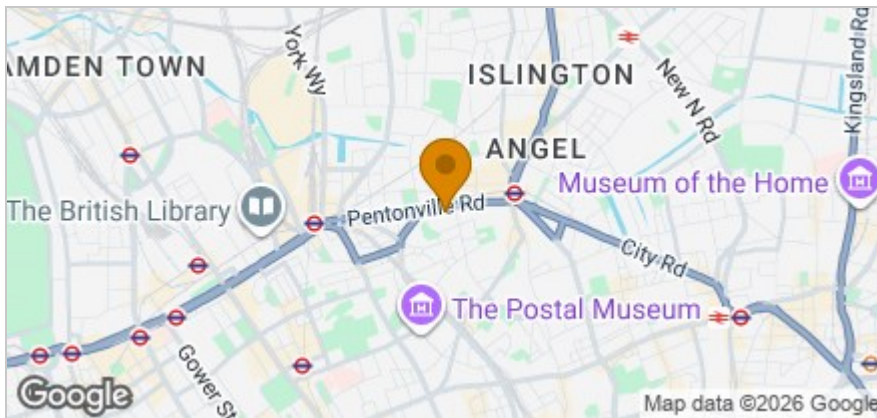 AMDEN TOWN
York Wy
ISLINGTON
New N Rd
Kingsland Rd
ANGEL
Museum of the Home
The British Library
Pentonville Rd
City Rd
The Postal Museum
Gower St
Google
Map data ©2026 Google